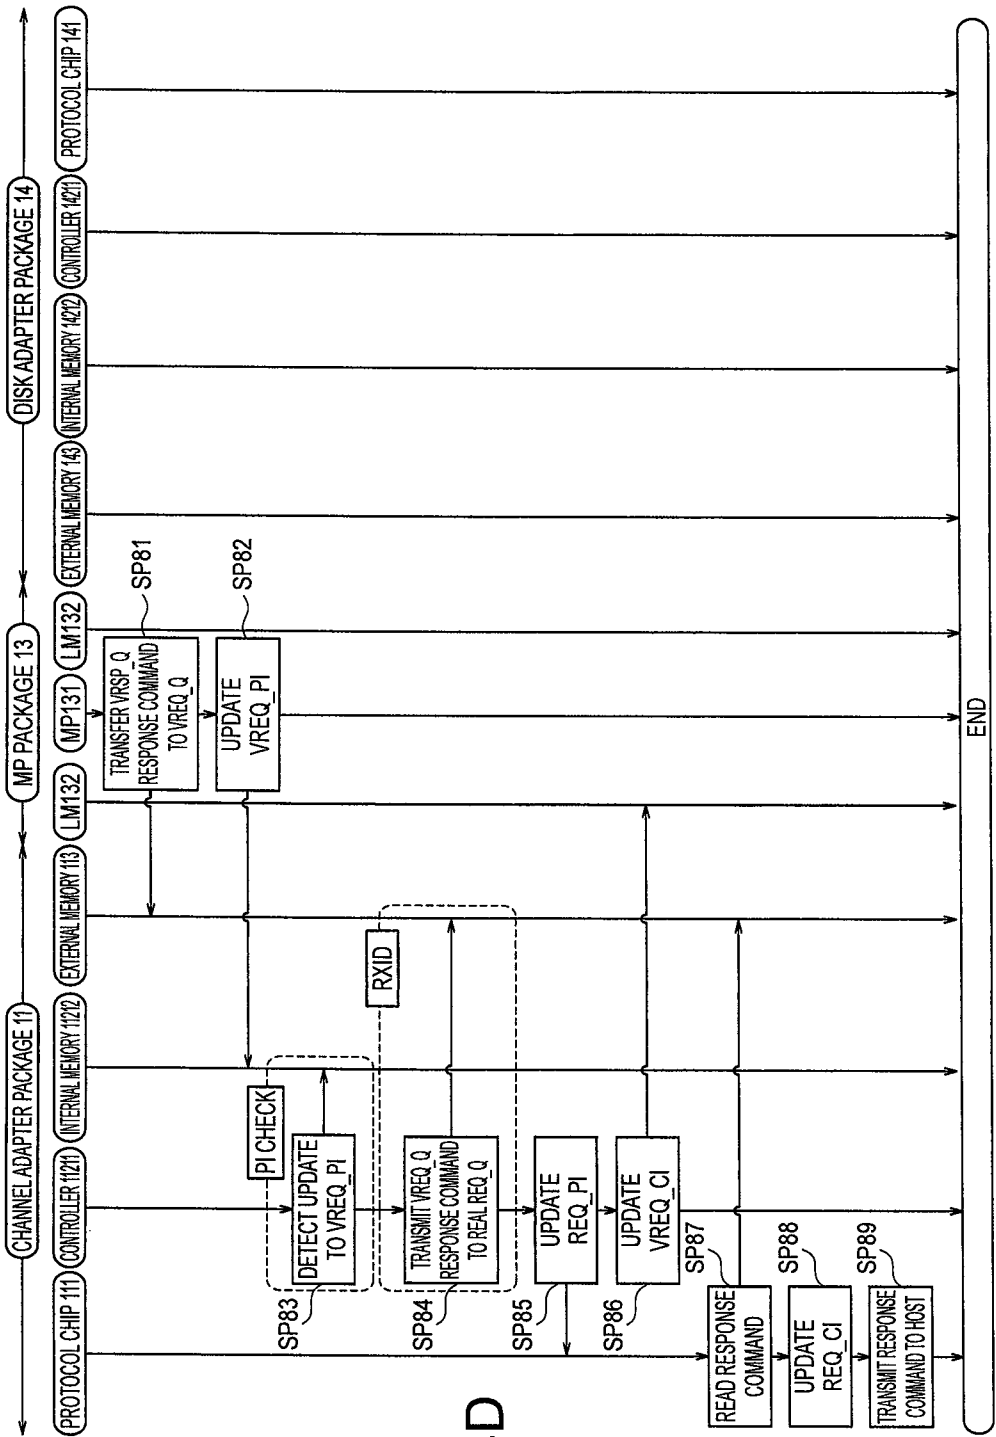 CHANNEL ADAPTER PACKAGE 11
MP PACKAGE 13
DISK ADAPTER PACKAGE 14
PROTOCOL CHIP 111
CONTROLLER 11211
INTERNAL MEMORY 11212
EXTERNAL MEMORY 113
LM132
MP131
LM132
EXTERNAL MEMORY 143
INTERNAL MEMORY 14212
CONTROLLER 14211
PROTOCOL CHIP 141
TRANSFER VRSP_Q
RESPONSE COMMAND
TO VREQ_Q
SP81
UPDATE
VREQ_PI
SP82
PI CHECK
DETECT UPDATE
TO VREQ_PI
SP83
RXID
TRANSMIT VREQ_Q
RESPONSE COMMAND
TO REAL REQ_Q
SP84
UPDATE
REQ_PI
SP85
UPDATE
VREQ_CI
SP86
SP87
READ RESPONSE
COMMAND
SP88
UPDATE
REQ_CI
SP89
TRANSMIT RESPONSE
COMMAND TO HOST
END
D